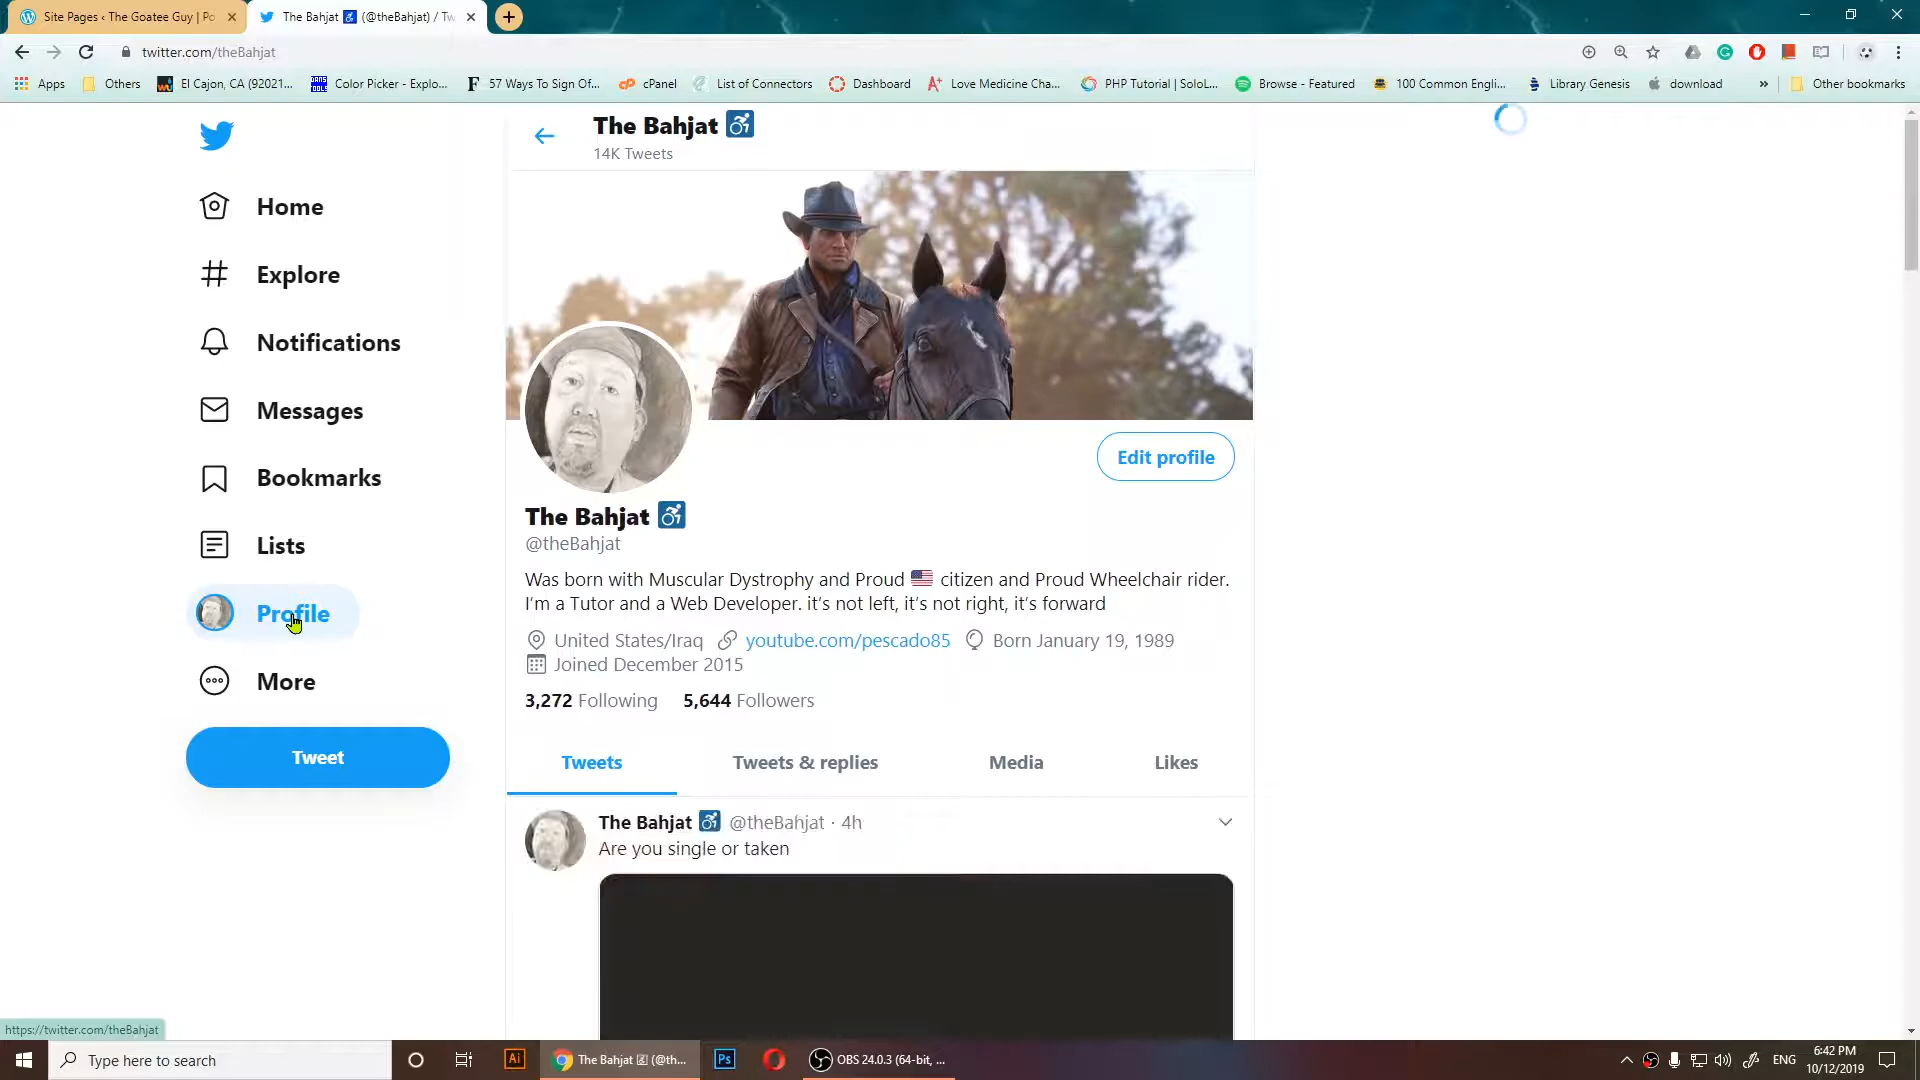 Site Pages ‹ The Goatee Guy | Po
The Bahjat ♿ (@theBahjat) / Tw
twitter.com/theBahjat
Apps
Others
El Cajon, CA (92021...
Color Picker - Explo...
57 Ways To Sign Of...
cPanel
List of Connectors
Dashboard
Love Medicine Cha...
PHP Tutorial | SoloL...
Browse - Featured
100 Common Engli...
Library Genesis
download
»
Other bookmarks
The Bahjat ♿
14K Tweets
Home
Explore
Notifications
Messages
Bookmarks
Lists
Profile
More
Tweet
Edit profile
The Bahjat ♿
@theBahjat
Was born with Muscular Dystrophy and Proud 🇺🇸 citizen and Proud Wheelchair rider.
I'm a Tutor and a Web Developer. it's not left, it's not right, it's forward
United States/Iraq youtube.com/pescado85 Born January 19, 1989
Joined December 2015
3,272 Following 5,644 Followers
Tweets
Tweets & replies
Media
Likes
The Bahjat ♿ @theBahjat · 4h
Are you single or taken
https://twitter.com/theBahjat
Type here to search
Ai
The Bahjat ♿ (@th...
Ps
OBS 24.0.3 (64-bit, ...
ENG
6:42 PM
10/12/2019